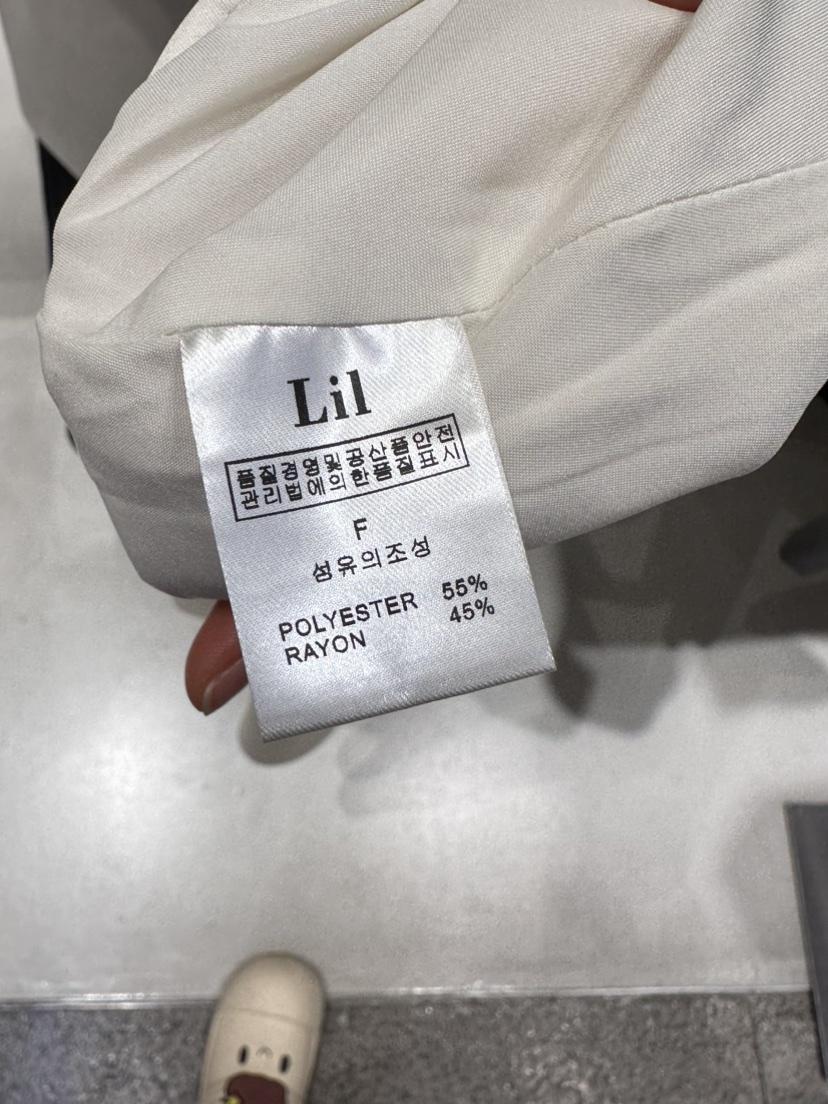 Lil
품질경영및공산품안전
관리법에의한품질표시
F
섬유의조성
POLYESTER 55%
RAYON 45%